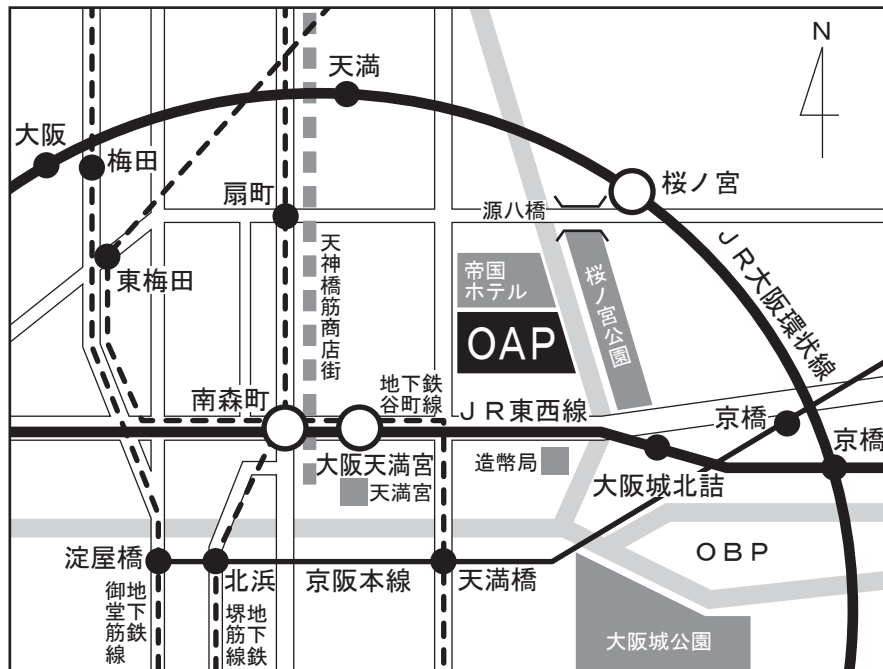 N
天満
大阪
梅田
桜ノ宮
扇町
源八橋
東梅田
天神橋筋商店街
帝国
ホテル
桜ノ宮公園
JR大阪環状線
OAP
南森町
地下鉄
谷町線
JR東西線
京橋
京橋
大阪天満宮
造幣局
大阪城北詰
天満宮
淀屋橋
北浜
京阪本線
天満橋
OBP
地下鉄
御堂筋線
地下鉄
堺筋線
大阪城公園